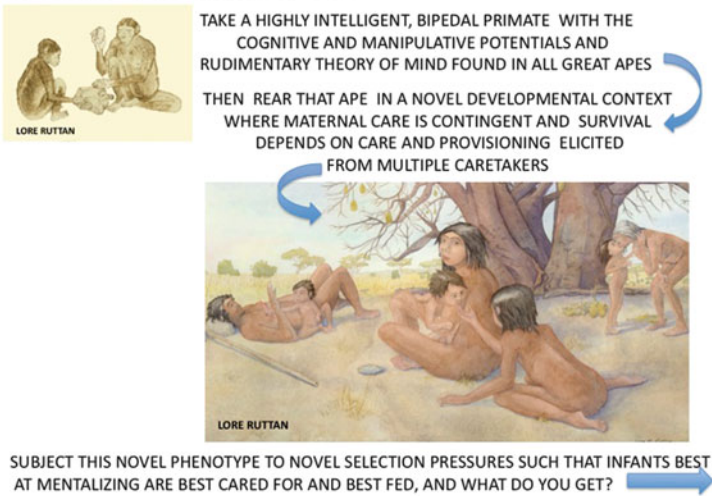 TAKE A HIGHLY INTELLIGENT, BIPEDAL PRIMATE WITH THE
COGNITIVE AND MANIPULATIVE POTENTIALS AND
RUDIMENTARY THEORY OF MIND FOUND IN ALL GREAT APES
LORE RUTTAN
THEN REAR THAT APE IN A NOVEL DEVELOPMENTAL CONTEXT
WHERE MATERNAL CARE IS CONTINGENT AND SURVIVAL
DEPENDS ON CARE AND PROVISIONING ELICITED
FROM MULTIPLE CARETAKERS
LORE RUTTAN
SUBJECT THIS NOVEL PHENOTYPE TO NOVEL SELECTION PRESSURES SUCH THAT INFANTS BEST
AT MENTALIZING ARE BEST CARED FOR AND BEST FED, AND WHAT DO YOU GET?